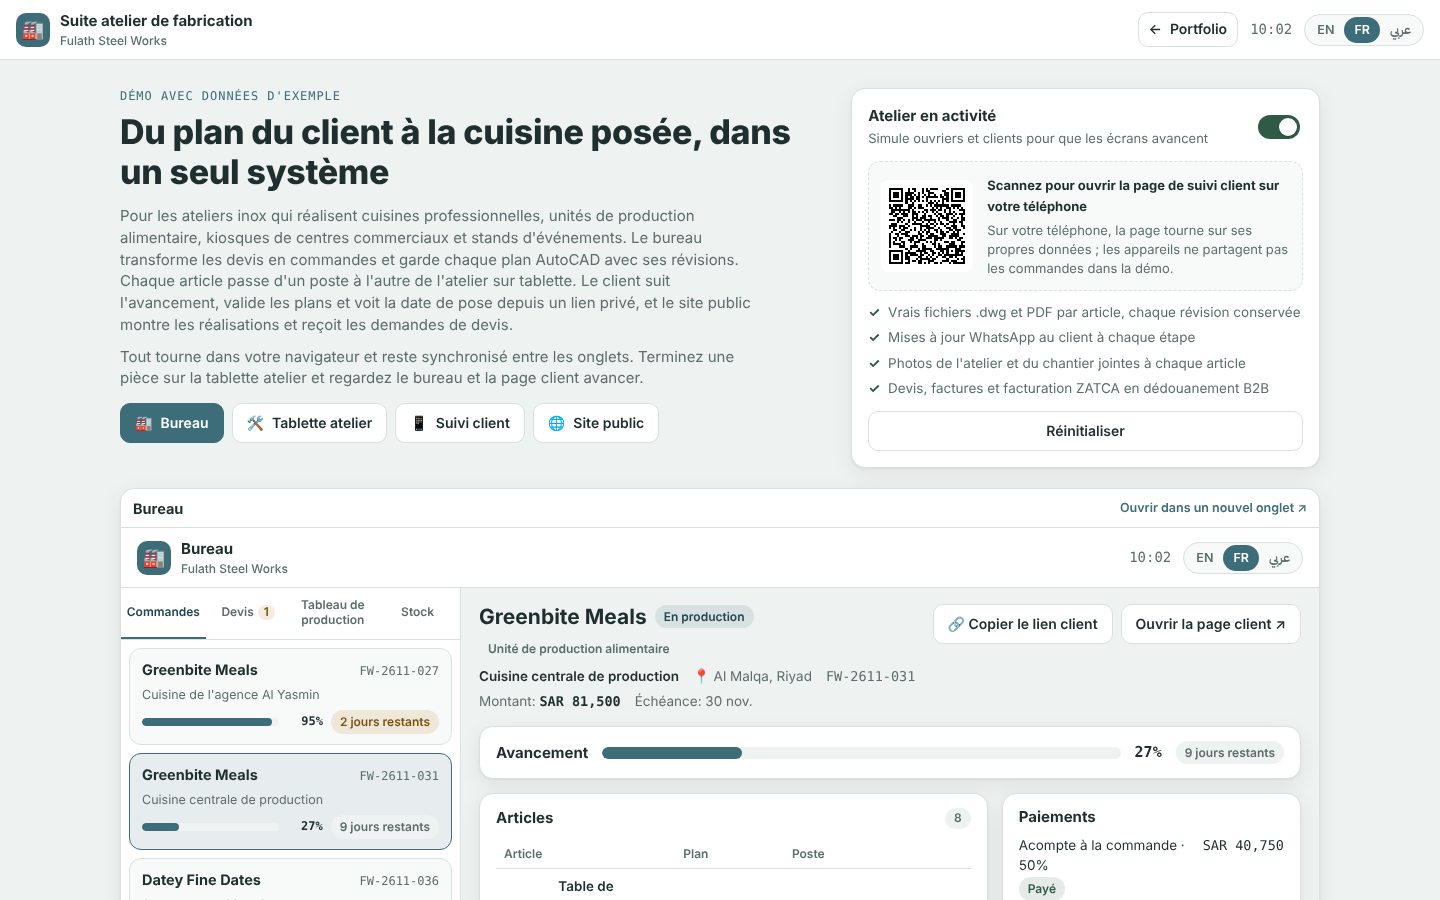 Suite atelier de fabrication
Fulath Steel Works
← Portfolio
10:02
EN FR عربي
DÉMO AVEC DONNÉES D'EXEMPLE
Du plan du client à la cuisine posée, dans
un seul système
Pour les ateliers inox qui réalisent cuisines professionnelles, unités de production
alimentaire, kiosques de centres commerciaux et stands d'événements. Le bureau
transforme les devis en commandes et garde chaque plan AutoCAD avec ses révisions.
Chaque article passe d'un poste à l'autre de l'atelier sur tablette. Le client suit
l'avancement, valide les plans et voit la date de pose depuis un lien privé, et le site public
montre les réalisations et reçoit les demandes de devis.
Tout tourne dans votre navigateur et reste synchronisé entre les onglets. Terminez une
pièce sur la tablette atelier et regardez le bureau et la page client avancer.
Bureau
Tablette atelier
Suivi client
Site public
Atelier en activité
Simule ouvriers et clients pour que les écrans avancent
Scannez pour ouvrir la page de suivi client sur
votre téléphone
Sur votre téléphone, la page tourne sur ses
propres données ; les appareils ne partagent pas
les commandes dans la démo.
✓ Vrais fichiers .dwg et PDF par article, chaque révision conservée
✓ Mises à jour WhatsApp au client à chaque étape
✓ Photos de l'atelier et du chantier jointes à chaque article
✓ Devis, factures et facturation ZATCA en dédouanement B2B
Réinitialiser
Bureau
Ouvrir dans un nouvel onglet ↗
Bureau
Fulath Steel Works
10:02
EN FR عربي
Commandes
Devis 1
Tableau de
production
Stock
Greenbite Meals FW-2611-027
Cuisine de l'agence Al Yasmin
95% 2 jours restants
Greenbite Meals FW-2611-031
Cuisine centrale de production
27% 9 jours restants
Datey Fine Dates FW-2611-036
Greenbite Meals En production
Copier le lien client
Ouvrir la page client ↗
Unité de production alimentaire
Cuisine centrale de production Al Malqa, Riyad FW-2611-031
Montant: SAR 81,500 Échéance: 30 nov.
Avancement 27% 9 jours restants
Articles 8
Article Plan Poste
Table de
Paiements
Acompte à la commande · SAR 40,750
50%
Payé